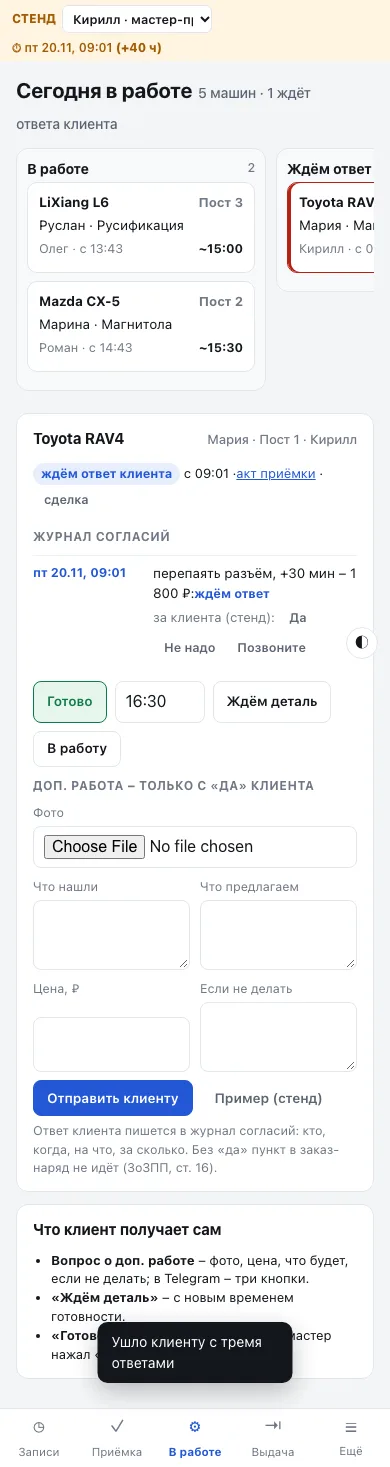 СТЕНД Кирилл · мастер-п
пт 20.11, 09:01 (+40 ч)
Сегодня в работе 5 машин · 1 ждёт
ответа клиента
В работе 2
LiXiang L6 Пост 3
Руслан · Русификация
Олег · с 13:43 ~15:00
Mazda CX-5 Пост 2
Марина · Магнитола
Роман · с 14:43 ~15:30
Ждём ответ
Toyota RAV
Мария · Ма
Кирилл · с 0
Toyota RAV4 Мария · Пост 1 · Кирилл
ждём ответ клиента с 09:01 · акт приёмки ·
сделка
ЖУРНАЛ СОГЛАСИЙ
пт 20.11, 09:01 перепаять разъём, +30 мин – 1
800 ₽:ждём ответ
за клиента (стенд): Да
Не надо Позвоните
Готово 16:30 Ждём деталь
В работу
ДОП. РАБОТА – ТОЛЬКО С «ДА» КЛИЕНТА
Фото
Choose File No file chosen
Что нашли Что предлагаем
Цена, ₽ Если не делать
Отправить клиенту Пример (стенд)
Ответ клиента пишется в журнал согласий: кто,
когда, на что, за сколько. Без «да» пункт в заказ-
наряд не идёт (ЗоЗПП, ст. 16).
Что клиент получает сам
• Вопрос о доп. работе – фото, цена, что будет,
если не делать; в Telegram – три кнопки.
• «Ждём деталь» – с новым временем
готовности.
• «Готов мастер
нажал «
Ушло клиенту с тремя
ответами
Записи Приёмка В работе Выдача Ещё